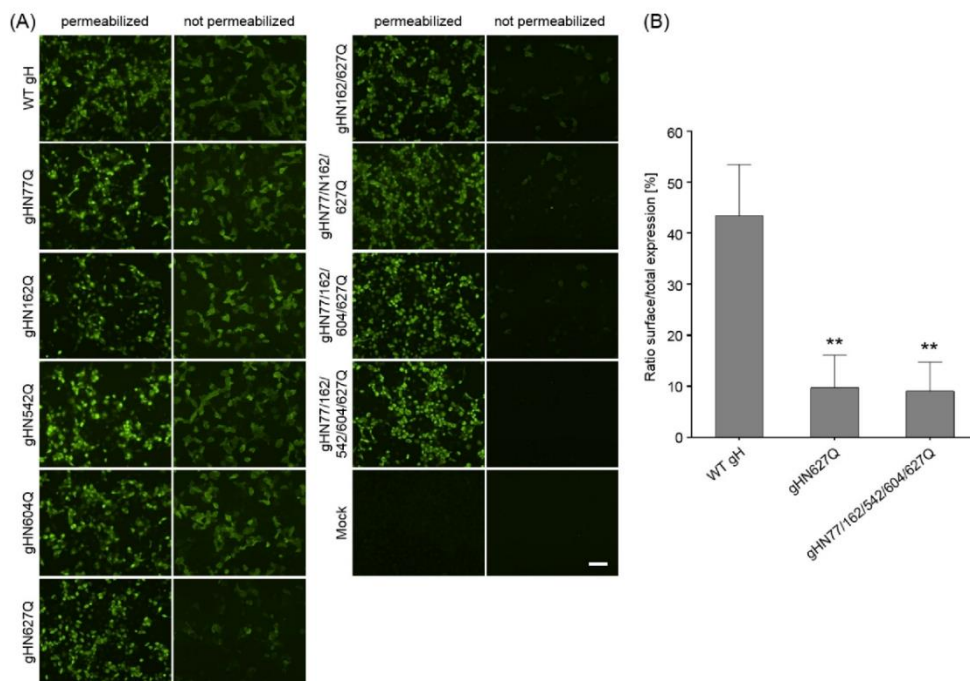 (A)
permeabilized
not permeabilized
WT gH
gHN77Q
gHN162Q
gHN542Q
gHN604Q
gHN627Q
permeabilized
not permeabilized
gHN162/627Q
gHN77/N162/
627Q
gHN77/162/
604/627Q
gHN77/162/
542/604/627Q
Mock
(B)
Ratio surface/total expression [%]
60
50
40
30
20
10
0
**
**
WT gH
gHN627Q
gHN77/162/542/604/627Q